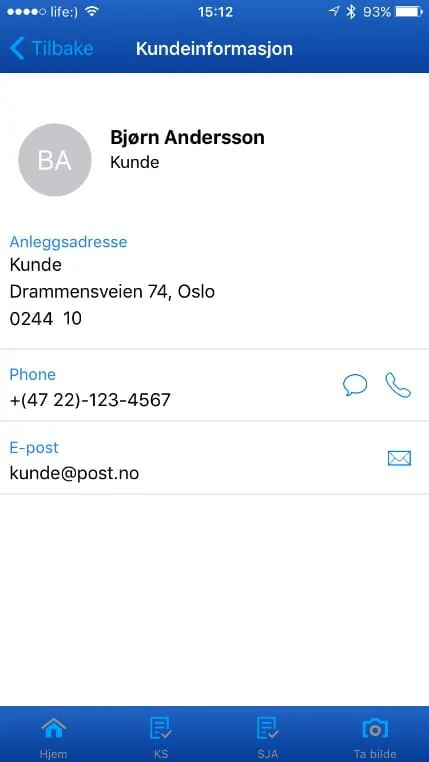 life:) 15:12 93%
Tilbake Kundeinformasjon
BA
Bjørn Andersson
Kunde
Anleggsadresse
Kunde
Drammensveien 74, Oslo
0244 10
Phone
+(47 22)-123-4567
E-post
kunde@post.no
Hjem KS SJA Ta bilde